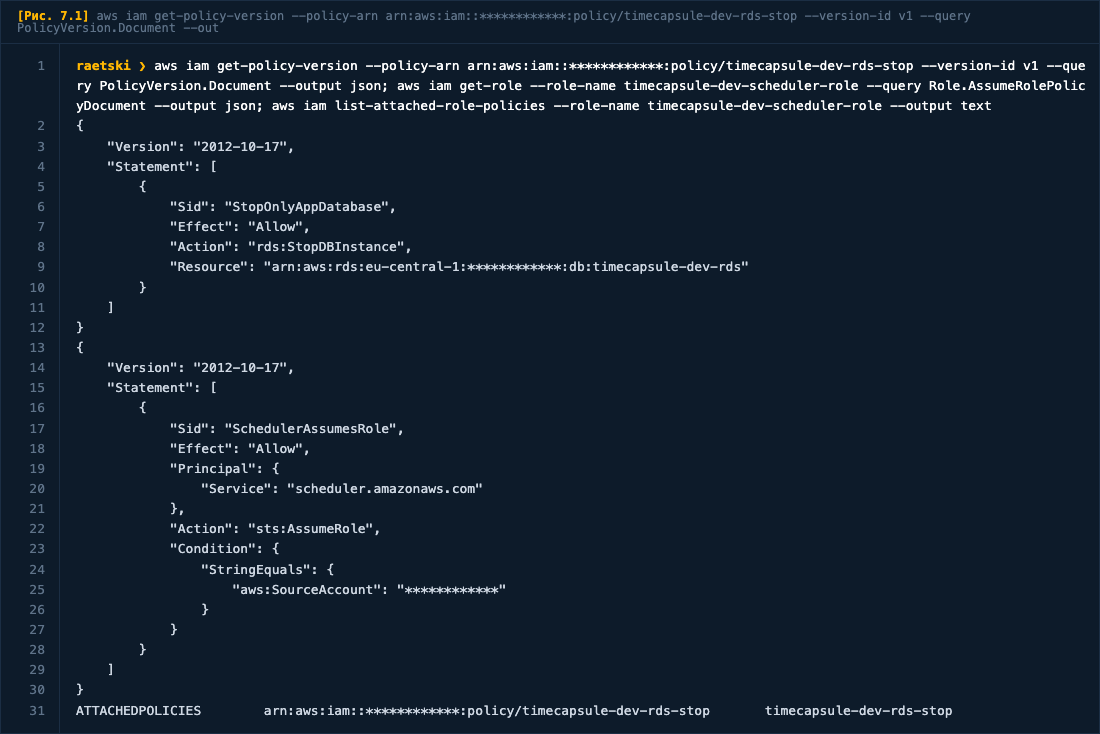 [Рис. 7.1] aws iam get-policy-version --policy-arn arn:aws:iam::************:policy/timecapsule-dev-rds-stop --version-id v1 --query
PolicyVersion.Document --out
1 raetski ❯ aws iam get-policy-version --policy-arn arn:aws:iam::************:policy/timecapsule-dev-rds-stop --version-id v1 --que
ry PolicyVersion.Document --output json; aws iam get-role --role-name timecapsule-dev-scheduler-role --query Role.AssumeRolePolic
yDocument --output json; aws iam list-attached-role-policies --role-name timecapsule-dev-scheduler-role --output text
2 {
3     "Version": "2012-10-17",
4     "Statement": [
5         {
6             "Sid": "StopOnlyAppDatabase",
7             "Effect": "Allow",
8             "Action": "rds:StopDBInstance",
9             "Resource": "arn:aws:rds:eu-central-1:************:db:timecapsule-dev-rds"
10         }
11     ]
12 }
13 {
14     "Version": "2012-10-17",
15     "Statement": [
16         {
17             "Sid": "SchedulerAssumesRole",
18             "Effect": "Allow",
19             "Principal": {
20                 "Service": "scheduler.amazonaws.com"
21             },
22             "Action": "sts:AssumeRole",
23             "Condition": {
24                 "StringEquals": {
25                     "aws:SourceAccount": "************"
26                 }
27             }
28         }
29     ]
30 }
31 ATTACHEDPOLICIES        arn:aws:iam::************:policy/timecapsule-dev-rds-stop       timecapsule-dev-rds-stop